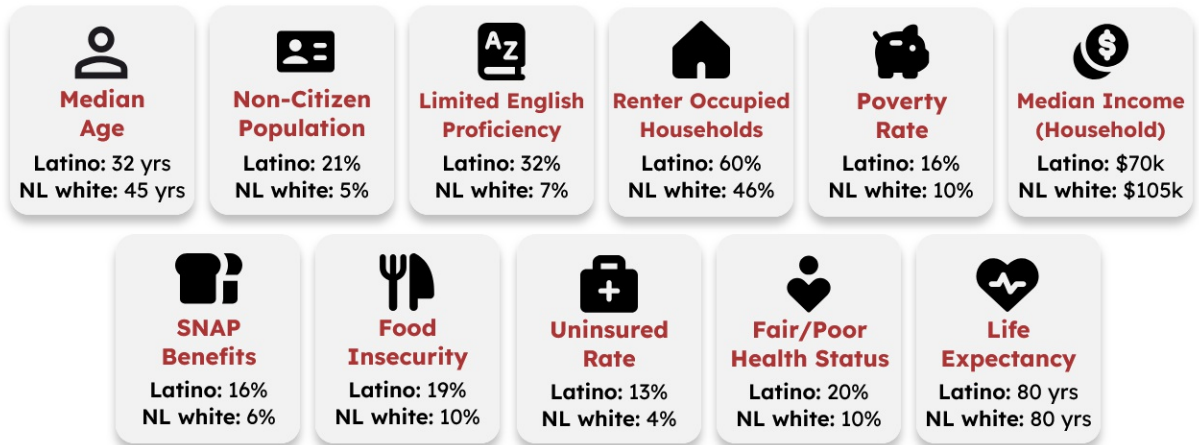 AZ
Median
Age
Latino: 32 yrs
NL white: 45 yrs
Non-Citizen
Population
Latino: 21%
NL white: 5%
Limited English
Proficiency
Latino: 32%
NL white: 7%
Renter Occupied
Households
Latino: 60%
NL white: 46%
Poverty
Rate
Latino: 16%
NL white: 10%
$
Median Income
(Household)
Latino: $70k
NL white: $105k
SNAP
Benefits
Latino: 16%
NL white: 6%
Food
Insecurity
Latino: 19%
NL white: 10%
Uninsured
Rate
Latino: 13%
NL white: 4%
Fair/Poor
Health Status
Latino: 20%
NL white: 10%
Life
Expectancy
Latino: 80 yrs
NL white: 80 yrs